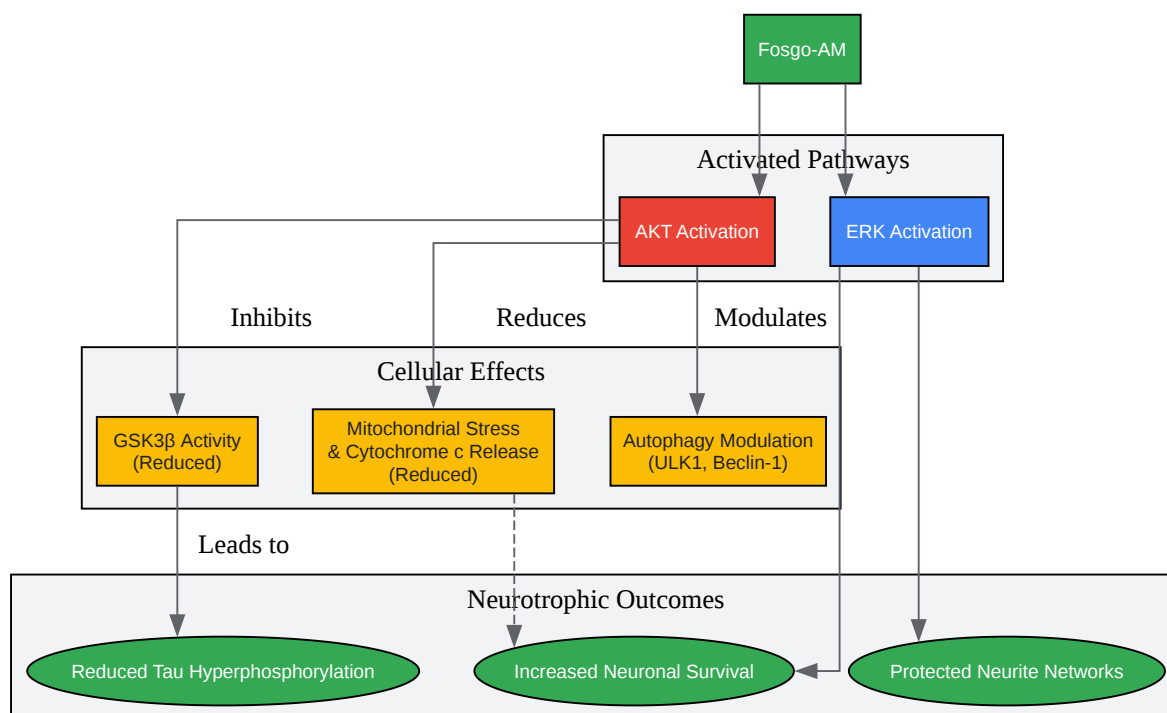 Fosgo-AM
Activated Pathways
AKT Activation
ERK Activation
Inhibits
Reduces
Modulates
Cellular Effects
GSK3β Activity
(Reduced)
Mitochondrial Stress
& Cytochrome c Release
(Reduced)
Autophagy Modulation
(ULK1, Beclin-1)
Leads to
Neurotrophic Outcomes
Reduced Tau Hyperphosphorylation
Increased Neuronal Survival
Protected Neurite Networks